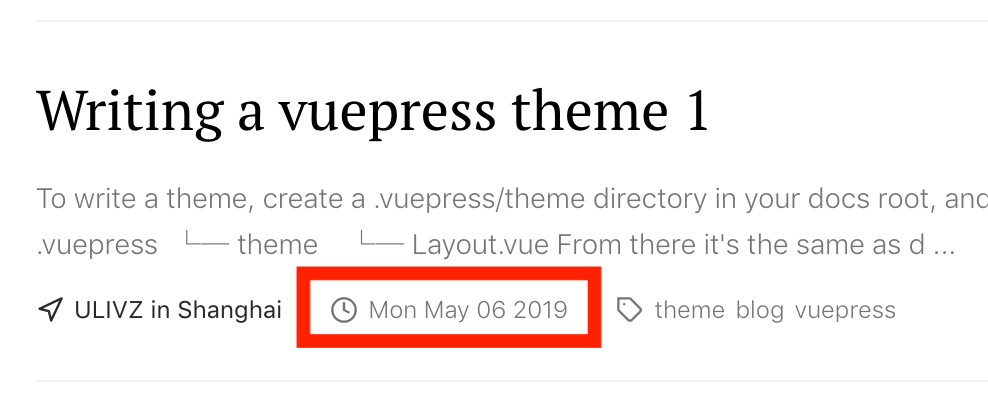 Writing a vuepress theme 1
To write a theme, create a .vuepress/theme directory in your docs root, and
.vuepress └── theme └── Layout.vue From there it's the same as d ...
ULIVZ in Shanghai Mon May 06 2019 theme blog vuepress